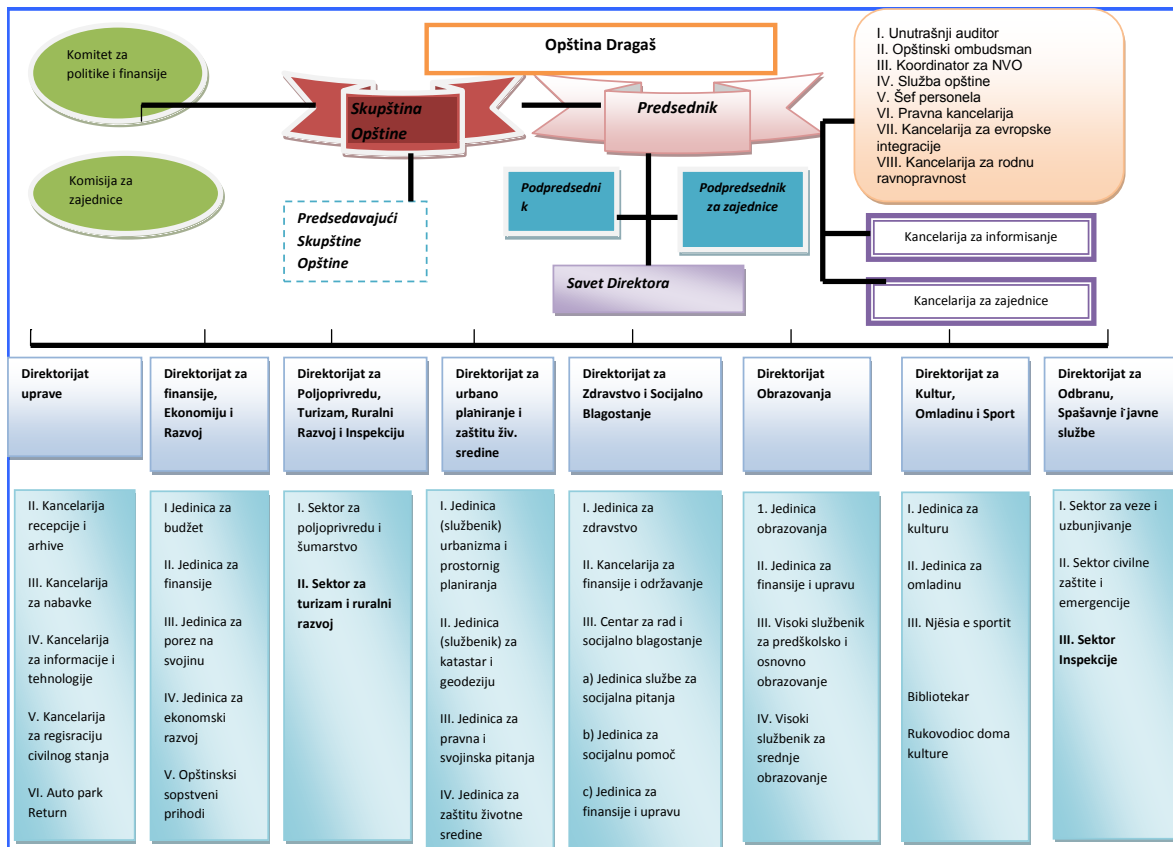 Opština Dragaš
Komitet za
politike i finansije
Komisija za
zajednice
Skupština
Opštine
Predsednik
I. Unutrašnji auditor
II. Opštinski ombudsman
III. Koordinator za NVO
IV. Služba opštine
V. Šef personela
VI. Pravna kancelarija
VII. Kancelarija za evropske
integracije
VIII. Kancelarija za rodnu
ravnopravnost
Predsedavajući
Skupštine
Opštine
Podpredsedni
k
Podpredsednik
za zajednice
Savet Direktora
Kancelarija za informisanje
Kancelarija za zajednice
Direktorijat
uprave
Direktorijat za
finansije,
Ekonomiju i
Razvoj
Direktorijat za
Poljoprivredu,
Turizam, Ruralni
Razvoj i Inspekciju
Direktorijat za
urbano
planiranje i
zaštitu živ.
sredine
Direktorijat za
Zdravstvo i Socijalno
Blagostanje
Direktorijat
Obrazovanja
Direktorijat za
Kultur,
Omladinu i Sport
Direktorijat za
Odbranu,
Spašavnje i javne
službe
II. Kancelarija
recepcije i
arhive
III. Kancelarija
za nabavke
IV. Kancelarija
za informacije i
tehnologije
V. Kancelarija
za regisraciju
civilnog stanja
VI. Auto park
Return
I Jedinica za
budžet
II. Jedinica za
finansije
III. Jedinica za
porez na
svojinu
IV. Jedinica za
ekonomski
razvoj
V. Opštinsksi
sopstveni
prihodi
I. Sektor za
poljoprivredu i
šumarstvo
II. Sektor za
turizam i ruralni
razvoj
I. Jedinica
(službenik)
urbanizma i
prostornig
planiranja
II. Jedinica
(službenik) za
katastar i
geodeziju
III. Jedinica za
pravna i
svojinska pitanja
IV. Jedinica za
zaštitu životne
sredine
I. Jedinica za
zdravstvo
II. Kancelarija za
finansije i održavanje
III. Centar za rad i
socijalno blagostanje
a) Jedinica službe za
socijalna pitanja
b) Jedinica za
socijalnu pomoč
c) Jedinica za
finansije i upravu
1. Jedinica
obrazovanja
II. Jedinica za
finansije i upravu
III. Visoki službenik
za predškolsko i
osnovno
obrazovanje
IV. Visoki
službenik za
srednje
obrazovanje
I. Jedinica za
kulturu
II. Jedinica za
omladinu
III. Njësia e sportit
Bibliotekar
Rukovodioc doma
kulture
I. Sektor za veze i
uzbunjivanje
II. Sektor civilne
zaštite i
emergencije
III. Sektor
Inspekcije